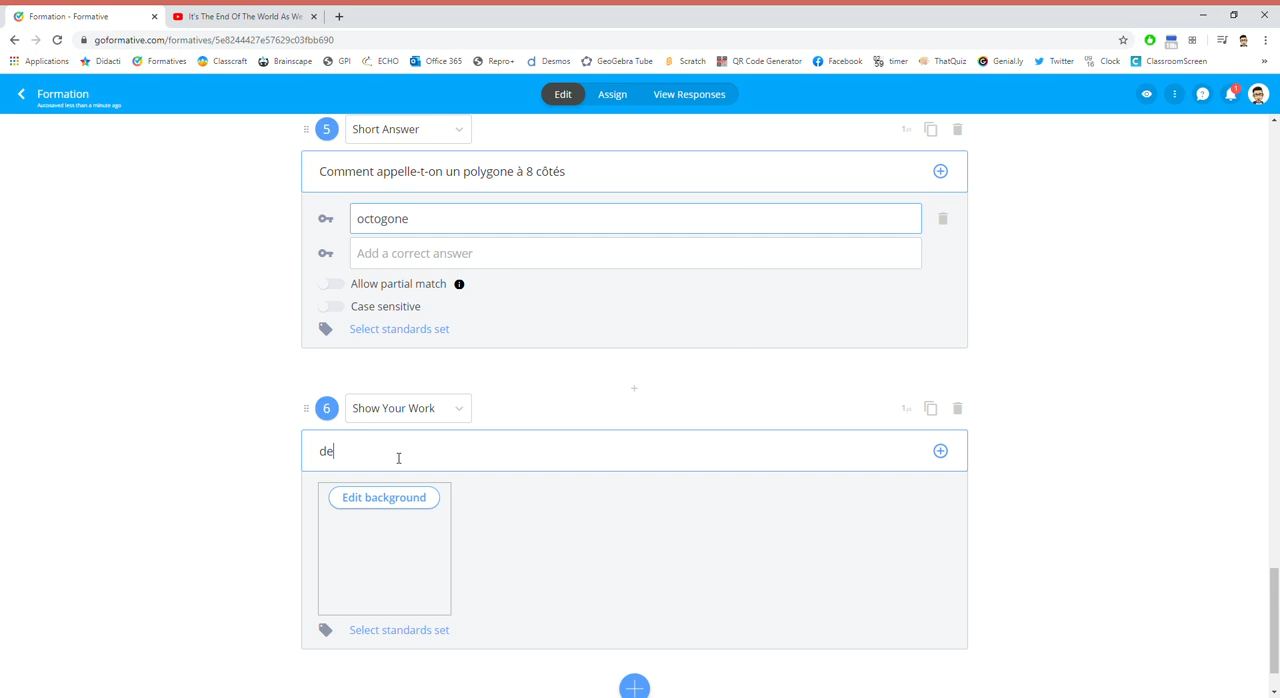 Formation - Formative
It's The End Of The World As We
goformative.com/formatives/5e8244427e57629c03fbb690
Applications Didacti Formatives Classcraft Brainscape GPI ECHO Office 365 Repro+ Desmos GeoGebra Tube Scratch QR Code Generator Facebook timer ThatQuiz Genial.ly Twitter Clock ClassroomScreen »
Formation
Autosaved less than a minute ago
Edit Assign View Responses
1
5 Short Answer
Comment appelle-t-on un polygone à 8 côtés
octogone
Add a correct answer
Allow partial match
Case sensitive
Select standards set
6 Show Your Work
de
Edit background
Select standards set